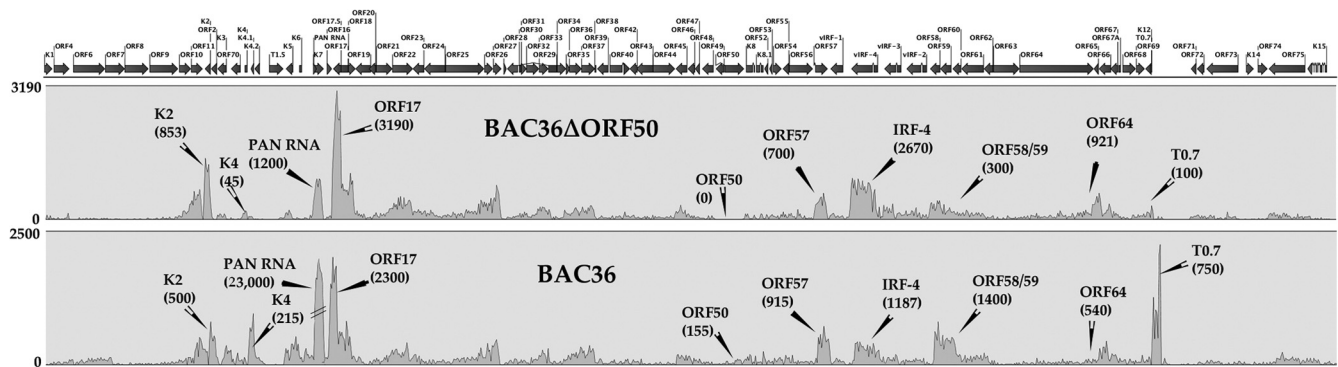 ORF20
ORF17.5 ORF18
K2 ORF16
ORF2 K4 PAN RNA
K1 ORF4 ORF6 ORF7 ORF8 ORF9 ORF10 ORF11 K3 ORF70 K4.1 K4.2 T1.5 K5 K6 K7 ORF17 ORF19 ORF21 ORF22 ORF23 ORF24 ORF25 ORF26 ORF27 ORF28 ORF30 ORF31 ORF32 ORF29 ORF33 ORF34 ORF35 ORF36 ORF37 ORF38 ORF39 ORF40 ORF42 ORF43 ORF44 ORF45 ORF46 ORF47 ORF48 ORF49 ORF50 K8 ORF52 K8.1 ORF53 ORF54 ORF55 ORF56 ORF57 vIRF-1 vIRF-4 vIRF-3 vIRF-2 ORF58 ORF59 ORF60 ORF61 ORF62 ORF63 ORF64 ORF65 ORF66 ORF67 ORF67A ORF68 K12 T0.7 ORF69 ORF71 ORF72 ORF73 K14 ORF74 ORF75 K15
3190
BAC36ΔORF50
K2
(853)
K4
(45)
PAN RNA
(1200)
ORF17
(3190)
ORF50
(0)
ORF57
(700)
IRF-4
(2670)
ORF58/59
(300)
ORF64
(921)
T0.7
(100)
0
2500
BAC36
K2
(500)
PAN RNA
(23,000)
K4
(215)
ORF17
(2300)
ORF50
(155)
ORF57
(915)
IRF-4
(1187)
ORF58/59
(1400)
ORF64
(540)
T0.7
(750)
0